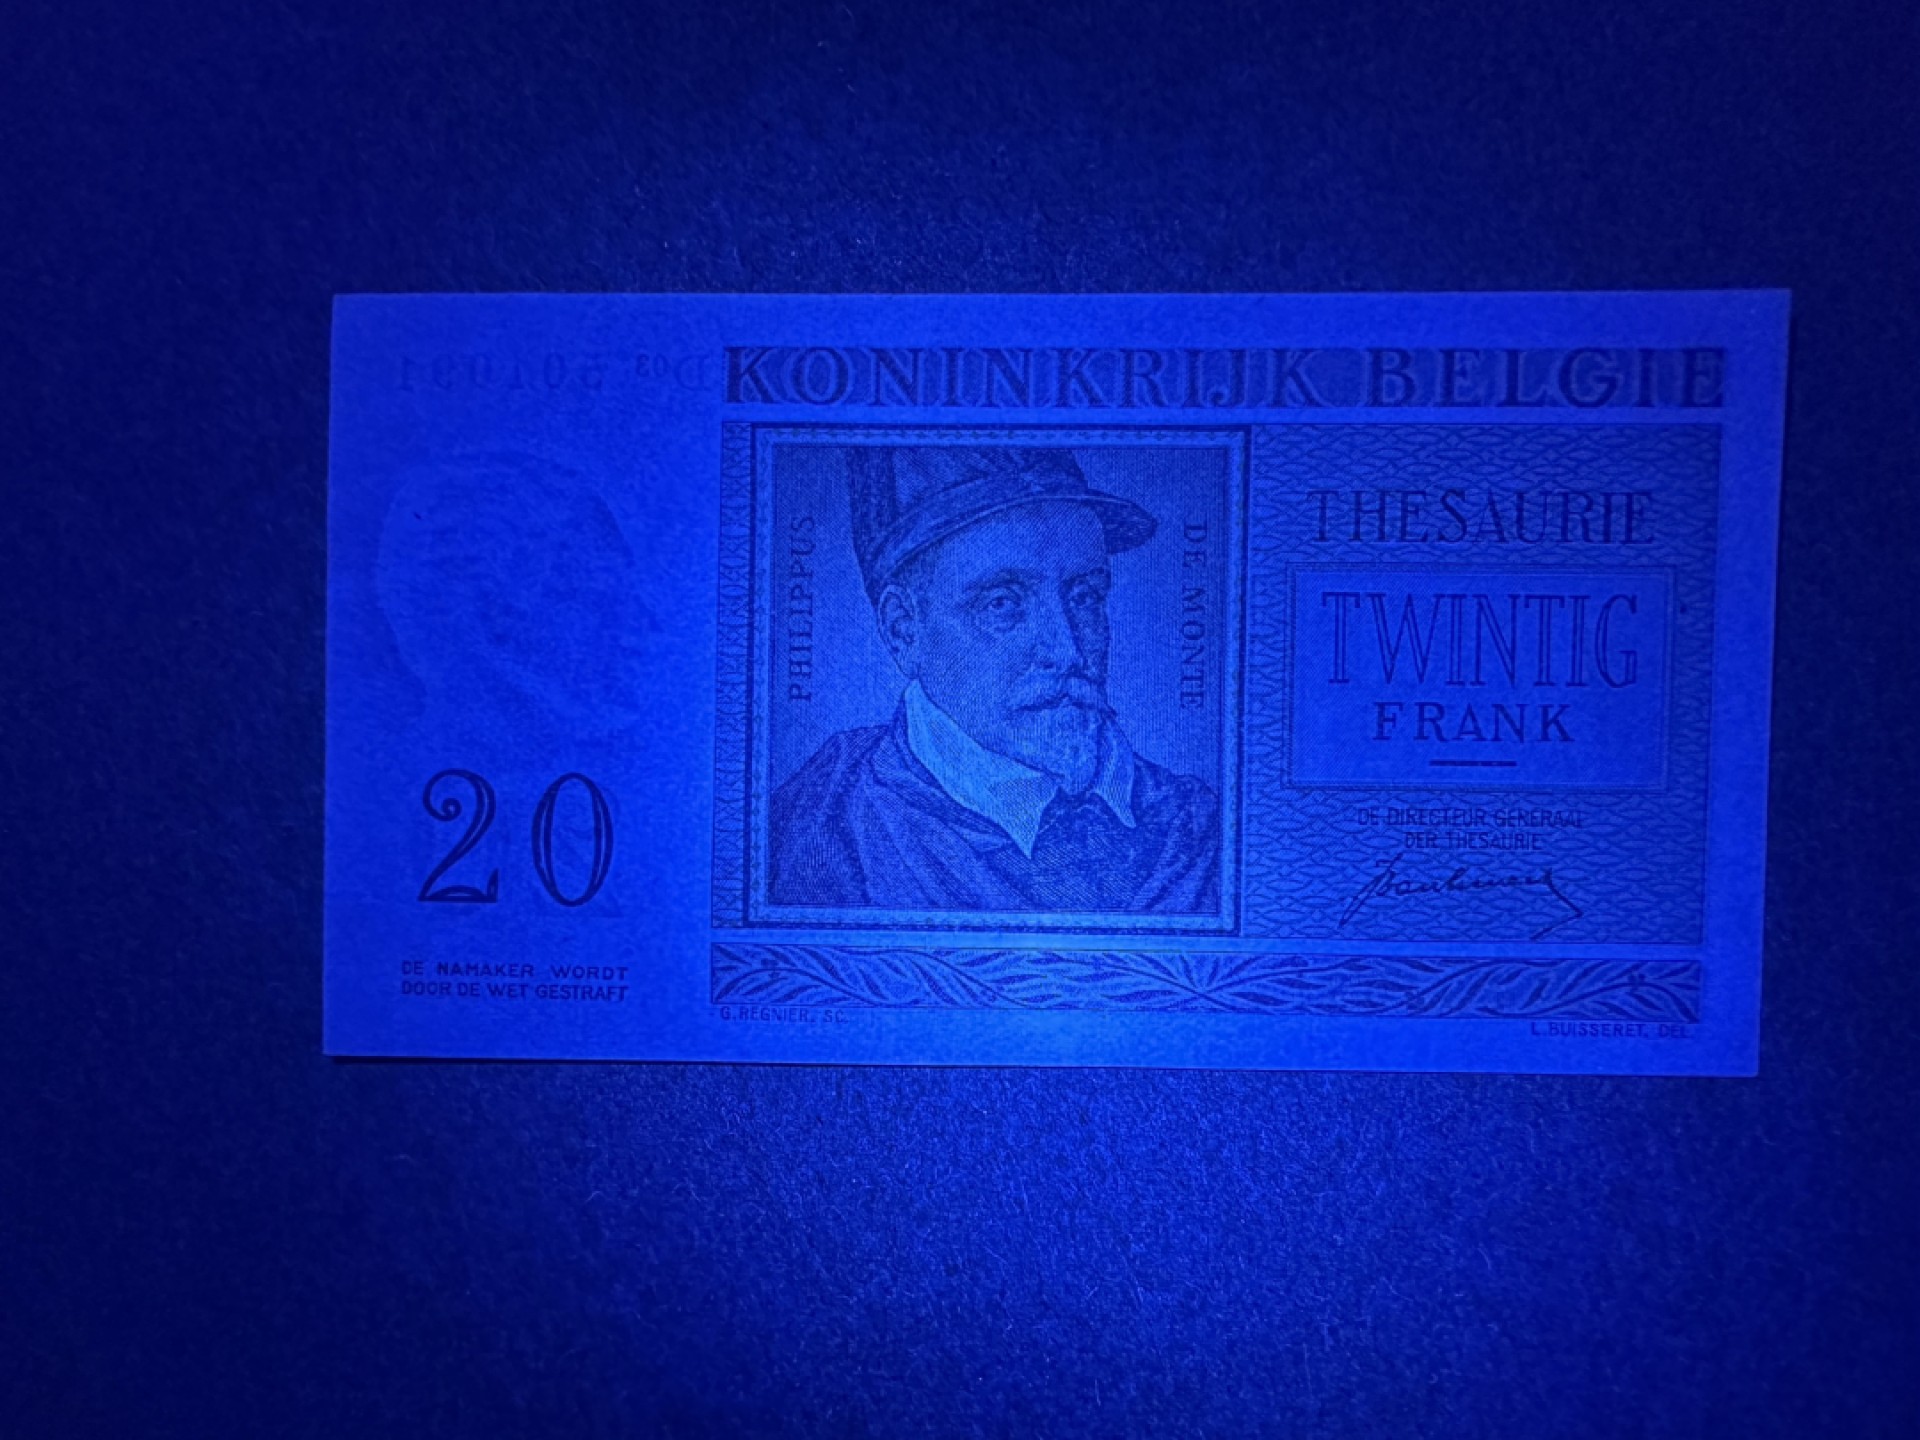 KONINKRIJK BELGIE
PHILIPPUS
DE MONTE
THESAURIE
TWINTIG
FRANK
DE DIRECTEUR GENERAAL
DER THESAURIE
20
DE NAMAKER WORDT
DOOR DE WET GESTRAFT
G.REGNIER. SC.
L.BUISSERET. DEL.